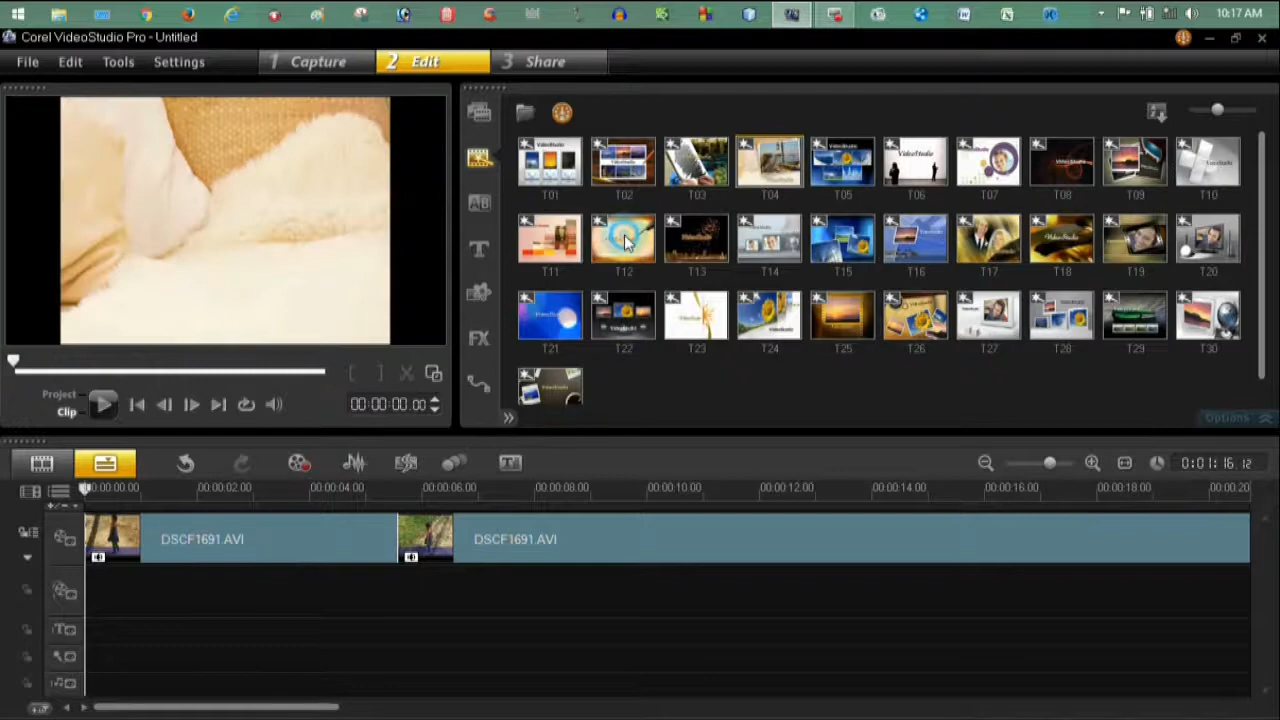 10:17 AM
Corel VideoStudio Pro - Untitled
File Edit Tools Settings
1 Capture 2 Edit 3 Share
T01 T02 T03 T04 T05 T06 T07 T08 T09 T10
T11 T12 T13 T14 T15 T16 T17 T18 T19 T20
T21 T22 T23 T24 T25 T26 T27 T28 T29 T30
AB
T
FX
Project
Clip
00:00:00.00
Options
0:01:16.12
00:00:00.00 00:00:02.00 00:00:04.00 00:00:06.00 00:00:08.00 00:00:10.00 00:00:12.00 00:00:14.00 00:00:16.00 00:00:18.00 00:00:20
DSCF1691.AVI DSCF1691.AVI